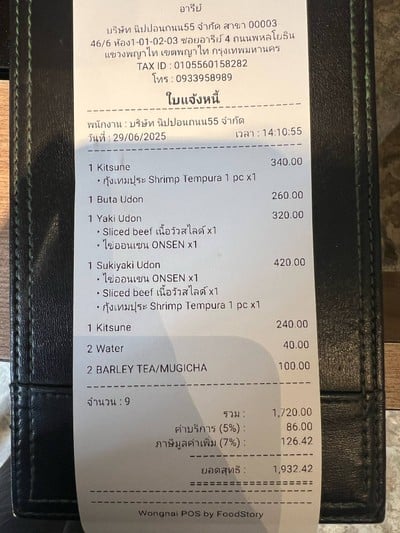 อารีย์
บริษัท นิปปอนถนน55 จำกัด สาขา 00003
46/6 ห้อง1-01-02-03 ซอยอารีย์ 4 ถนนพหลโยธิน
แขวงพญาไท เขตพญาไท กรุงเทพมหานคร
TAX ID : 0105560158282
โทร : 0933958989
ใบแจ้งหนี้
พนักงาน : บริษัท นิปปอนถนน55 จำกัด
วันที่ : 29/06/2025 เวลา : 14:10:55
1 Kitsune 340.00
• กุ้งเทมปุระ Shrimp Tempura 1 pc x1
1 Buta Udon 260.00
1 Yaki Udon 320.00
• Sliced beef เนื้อวัวสไลด์ x1
• ไข่ออนเซน ONSEN x1
1 Sukiyaki Udon 420.00
• ไข่ออนเซน ONSEN x1
• Sliced beef เนื้อวัวสไลด์ x1
• กุ้งเทมปุระ Shrimp Tempura 1 pc x1
1 Kitsune 240.00
2 Water 40.00
2 BARLEY TEA/MUGICHA 100.00
จำนวน : 9
รวม : 1,720.00
ค่าบริการ (5%) : 86.00
ภาษีมูลค่าเพิ่ม (7%) : 126.42
ยอดสุทธิ : 1,932.42
Wongnai POS by FoodStory